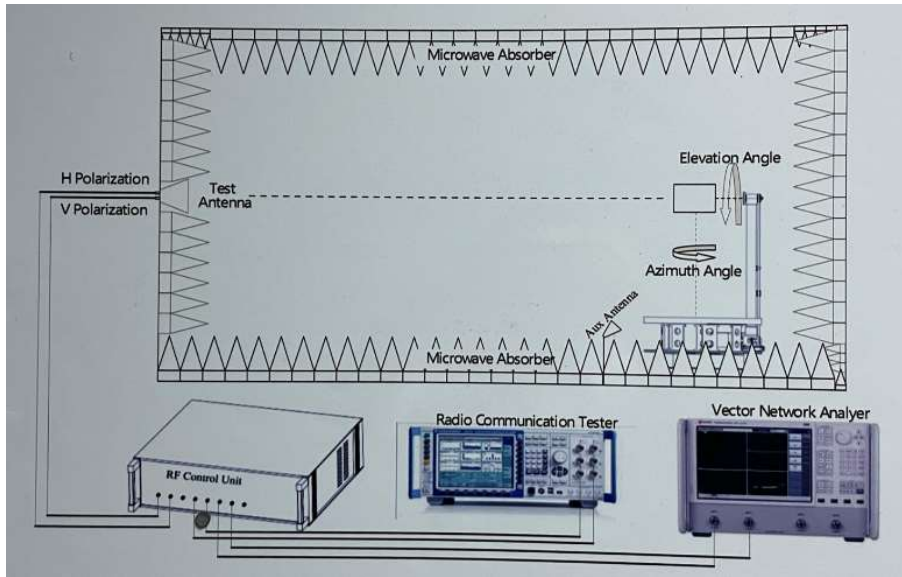 Microwave Absorber
Elevation Angle
H Polarization
Test
Antenna
V Polarization
Azimuth Angle
Aux Antenna
Microwave Absorber
Radio Communication Tester
Vector Network Analyer
RF Control Unit